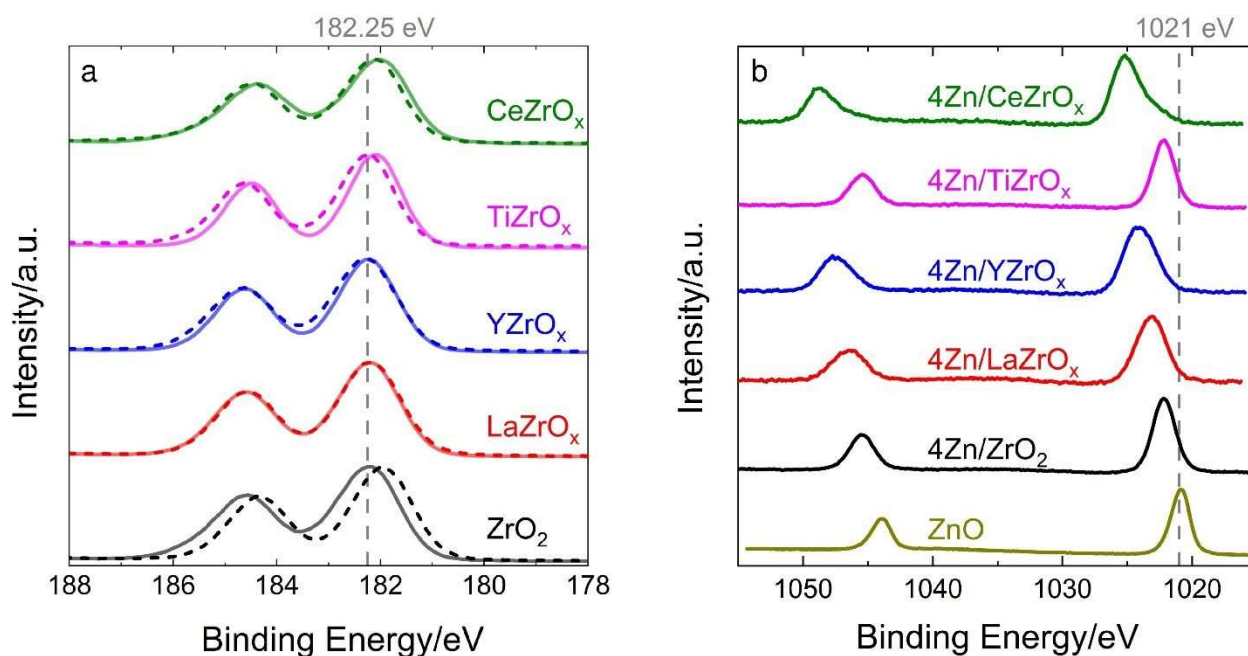 182.25 eV
a
CeZrOₓ
TiZrOₓ
YZrOₓ
LaZrOₓ
ZrO₂
Intensity/a.u.
188 186 184 182 180 178
Binding Energy/eV
1021 eV
b
4Zn/CeZrOₓ
4Zn/TiZrOₓ
4Zn/YZrOₓ
4Zn/LaZrOₓ
4Zn/ZrO₂
ZnO
Intensity/a.u.
1050 1040 1030 1020
Binding Energy/eV